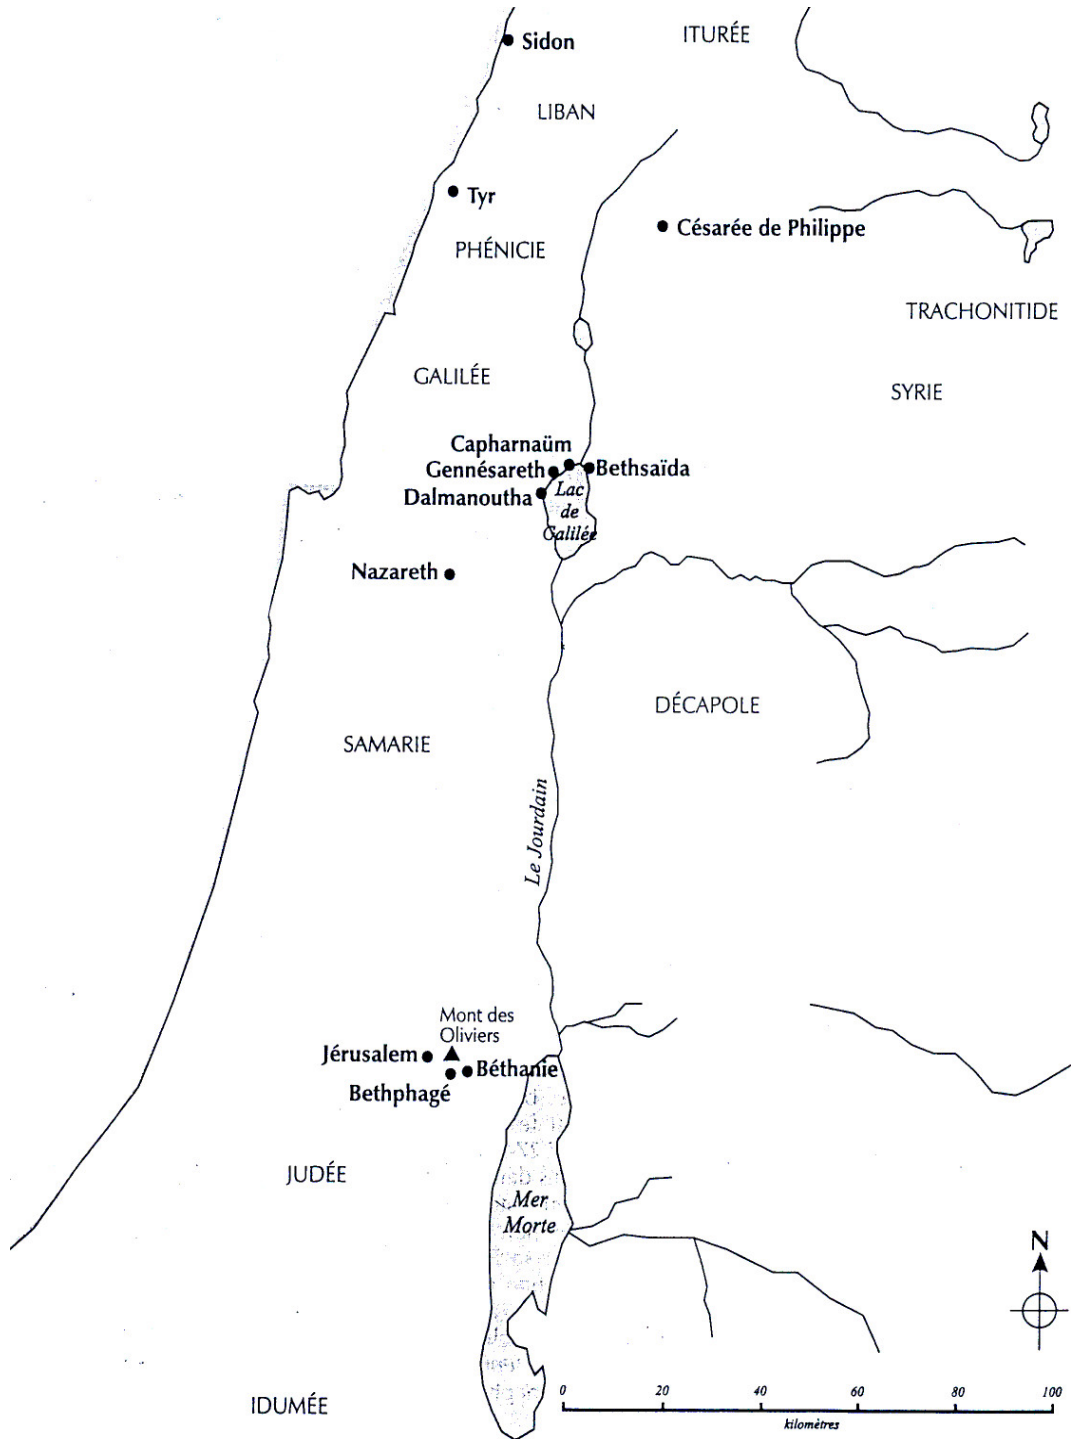 Sidon
ITURÉE
LIBAN
Tyr
PHÉNICIE
Césarée de Philippe
TRACHONITIDE
GALILÉE
SYRIE
Capharnaüm
Gennésareth
Bethsaïda
Dalmanoutha
Lac
de
Galilée
Nazareth
DÉCAPOLE
SAMARIE
Le Jourdain
Mont des
Oliviers
Jérusalem
Béthanie
Bethphagé
JUDÉE
Mer
Morte
N
IDUMÉE
0 20 40 60 80 100
kilomètres